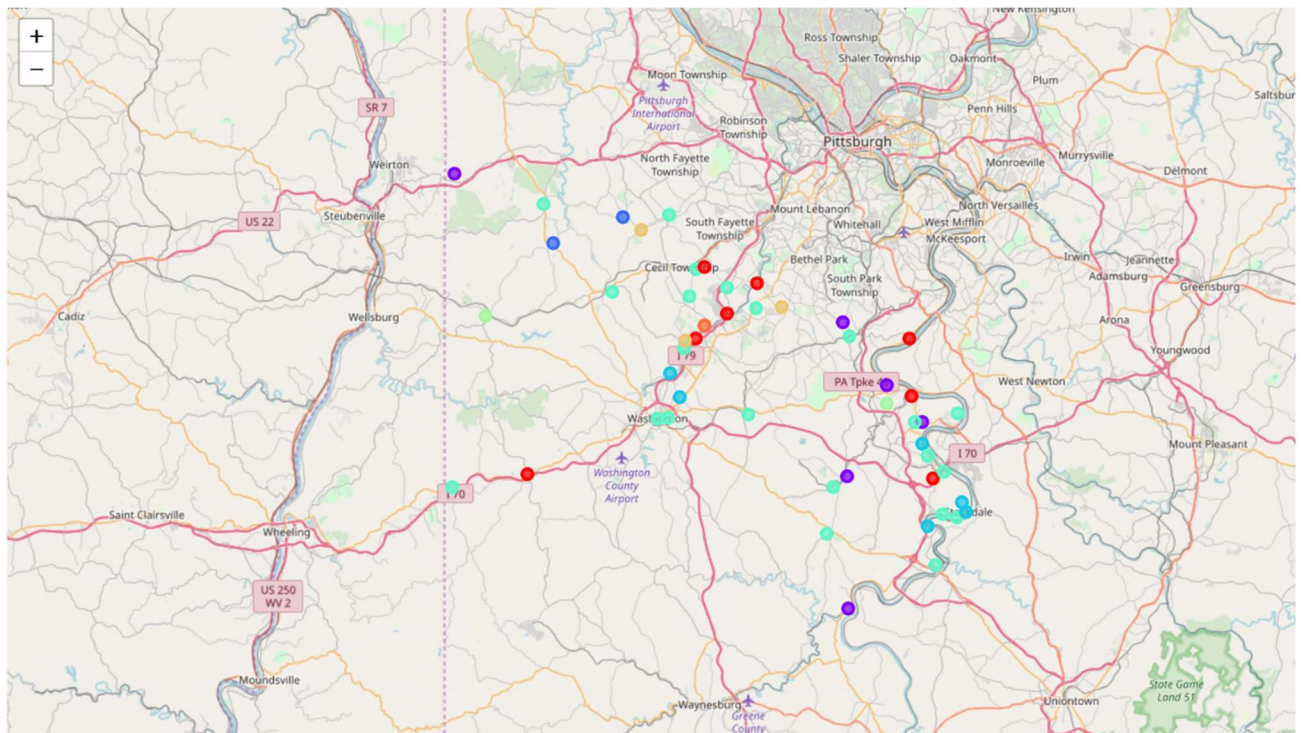 +
−
New Kensington
Ross Township
Shaler Township
Oakmont
Moon Township
Plum
Pittsburgh
International
Airport
SR 7
Penn Hills
Robinson
Township
Pittsburgh
Murrysville
North Fayette
Township
Monroeville
Delmont
Weirton
Steubenville
US 22
Mount Lebanon
North Versailles
South Fayette
Township
Whitehall
West Mifflin
McKeesport
Bethel Park
Irwin
Jeannette
Cecil
Adamsburg
Greensburg
South Park
Township
Cadiz
Wellsburg
Arona
I 79
Youngwood
PA Tpke
West Newton
Mount Pleasant
I 70
Washington
County
Airport
I 70
Saint Clairsville
Wheeling
US 250
WV 2
Moundsville
State Game
Land 51
Waynesburg
Uniontown
Greene
County